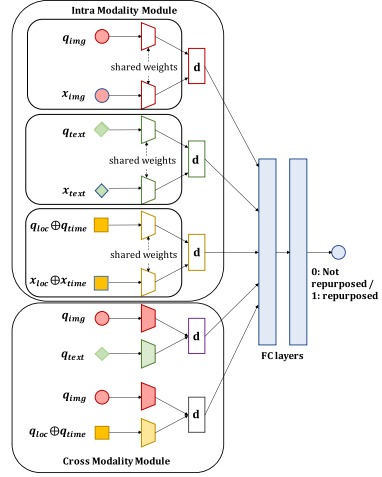 Intra Modality Module
q_img
shared weights
d
x_img
q_text
shared weights
d
x_text
q_loc⊕q_time
shared weights
d
x_loc⊕x_time
0: Not
repurposed /
1: repurposed
FC layers
q_img
d
q_text
q_img
d
q_loc⊕q_time
Cross Modality Module